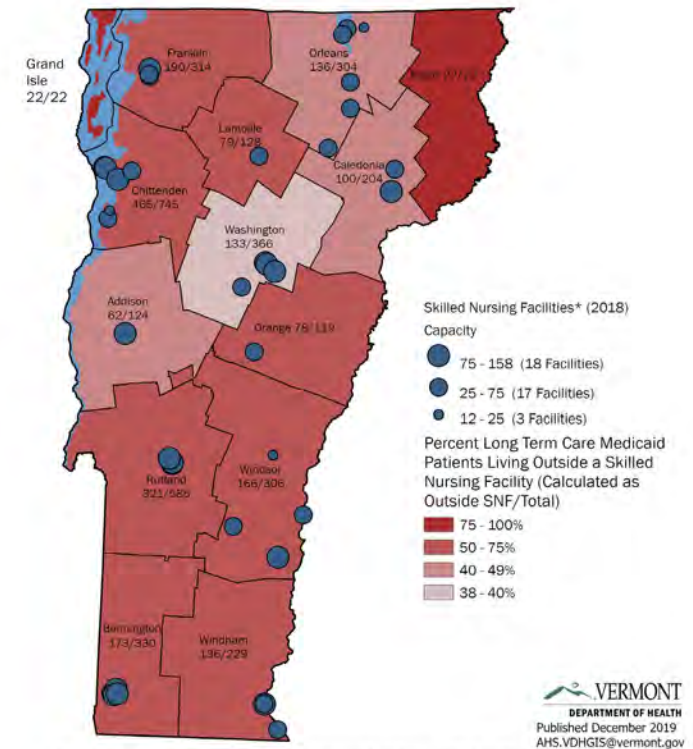 Grand
Isle
22/22
Franklin
190/314
Orleans
136/304
Essex
Lamoille
79/128
Caledonia
100/204
Chittenden
/745
Washington
133/366
Addison
62/124
Orange 78/119
Rutland
321/585
Windsor
166/306
Bennington
173/330
Windham
136/229
Skilled Nursing Facilities* (2018)
Capacity
75 - 158 (18 Facilities)
25 - 75 (17 Facilities)
12 - 25 (3 Facilities)
Percent Long Term Care Medicaid
Patients Living Outside a Skilled
Nursing Facility (Calculated as
Outside SNF/Total)
75 - 100%
50 - 75%
40 - 49%
38 - 40%
VERMONT
DEPARTMENT OF HEALTH
Published December 2019
AHS.VDHGIS@vermont.gov